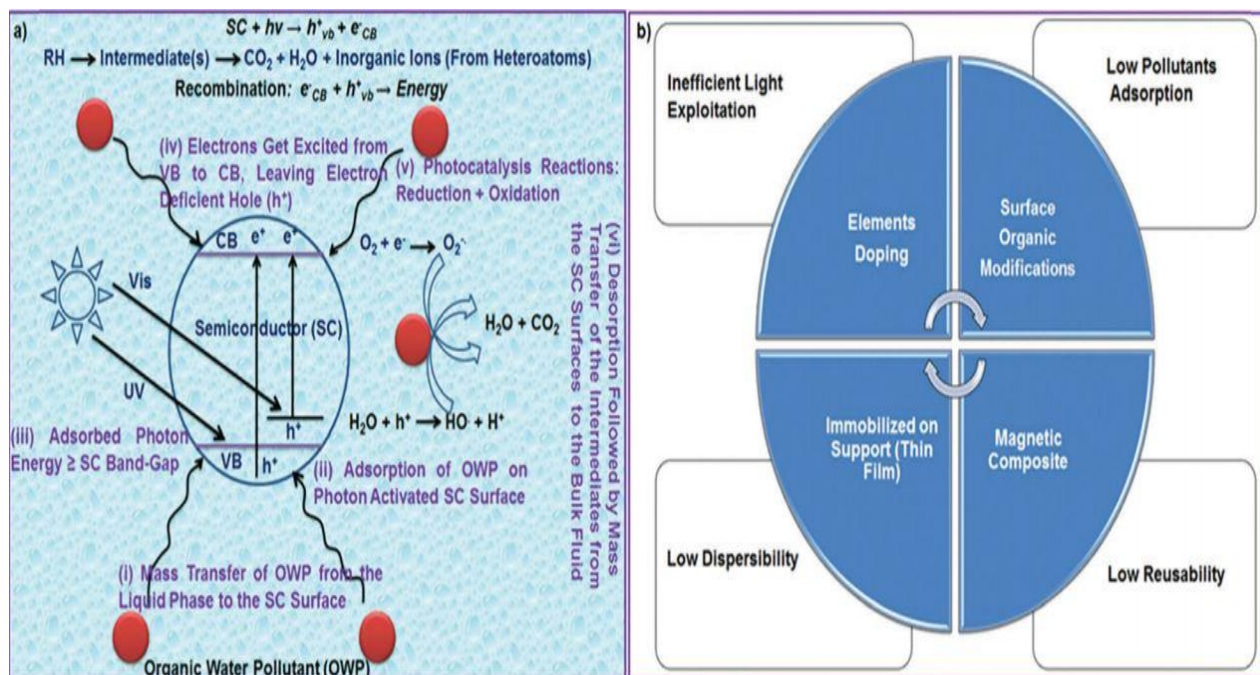 a)
SC + hv → h⁺vb + e⁻CB
RH → Intermediate(s) → CO₂ + H₂O + Inorganic Ions (From Heteroatoms)
Recombination: e⁻CB + h⁺vb → Energy
(iv) Electrons Get Excited from
VB to CB, Leaving Electron
Deficient Hole (h⁺)
(v) Photocatalysis Reactions:
Reduction + Oxidation
CB e⁺ e⁺
O₂ + e⁻ → O₂⁻·
Vis
Semiconductor (SC)
H₂O + CO₂
UV
h⁺
H₂O + h⁺ → HO· + H⁺
(iii) Adsorbed Photon
Energy ≥ SC Band-Gap
VB h⁺
(ii) Adsorption of OWP on
Photon Activated SC Surface
(vi) Desorption Followed by Mass
Transfer of the Intermediates from
the SC Surfaces to the Bulk Fluid
(i) Mass Transfer of OWP from the
Liquid Phase to the SC Surface
Organic Water Pollutant (OWP)
b)
Inefficient Light
Exploitation
Low Pollutants
Adsorption
Elements
Doping
Surface
Organic
Modifications
Immobilized on
Support (Thin
Film)
Magnetic
Composite
Low Dispersibility
Low Reusability